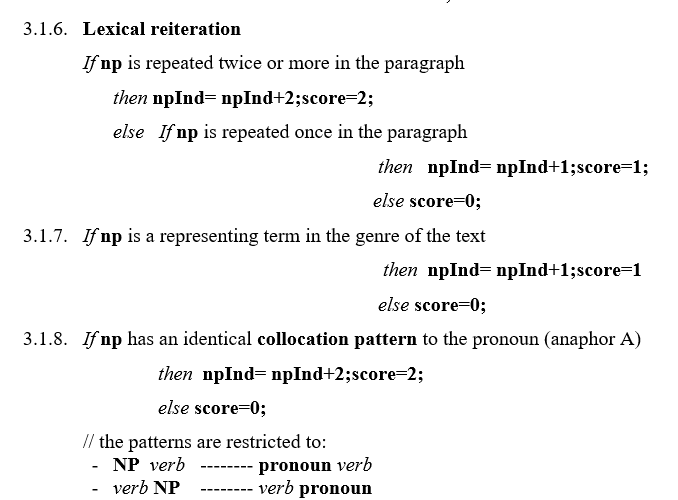 3.1.6. Lexical reiteration
If np is repeated twice or more in the paragraph
then npInd= npInd+2;score=2;
else If np is repeated once in the paragraph
then npInd= npInd+1;score=1;
else score=0;
3.1.7. If np is a representing term in the genre of the text
then npInd= npInd+1;score=1
else score=0;
3.1.8. If np has an identical collocation pattern to the pronoun (anaphor A)
then npInd= npInd+2;score=2;
else score=0;
// the patterns are restricted to:
- NP verb -------- pronoun verb
- verb NP -------- verb pronoun